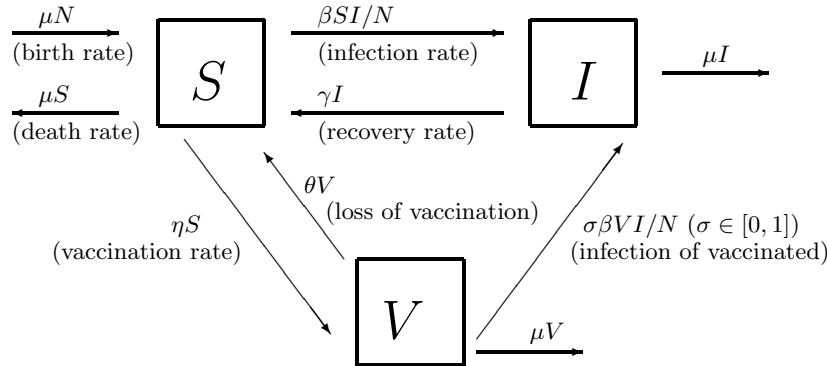 μN
(birth rate)
μS
(death rate)
S
βSI/N
(infection rate)
γI
(recovery rate)
I
μI
θV
(loss of vaccination)
ηS
(vaccination rate)
σβVI/N (σ ∈ [0, 1])
(infection of vaccinated)
V
μV